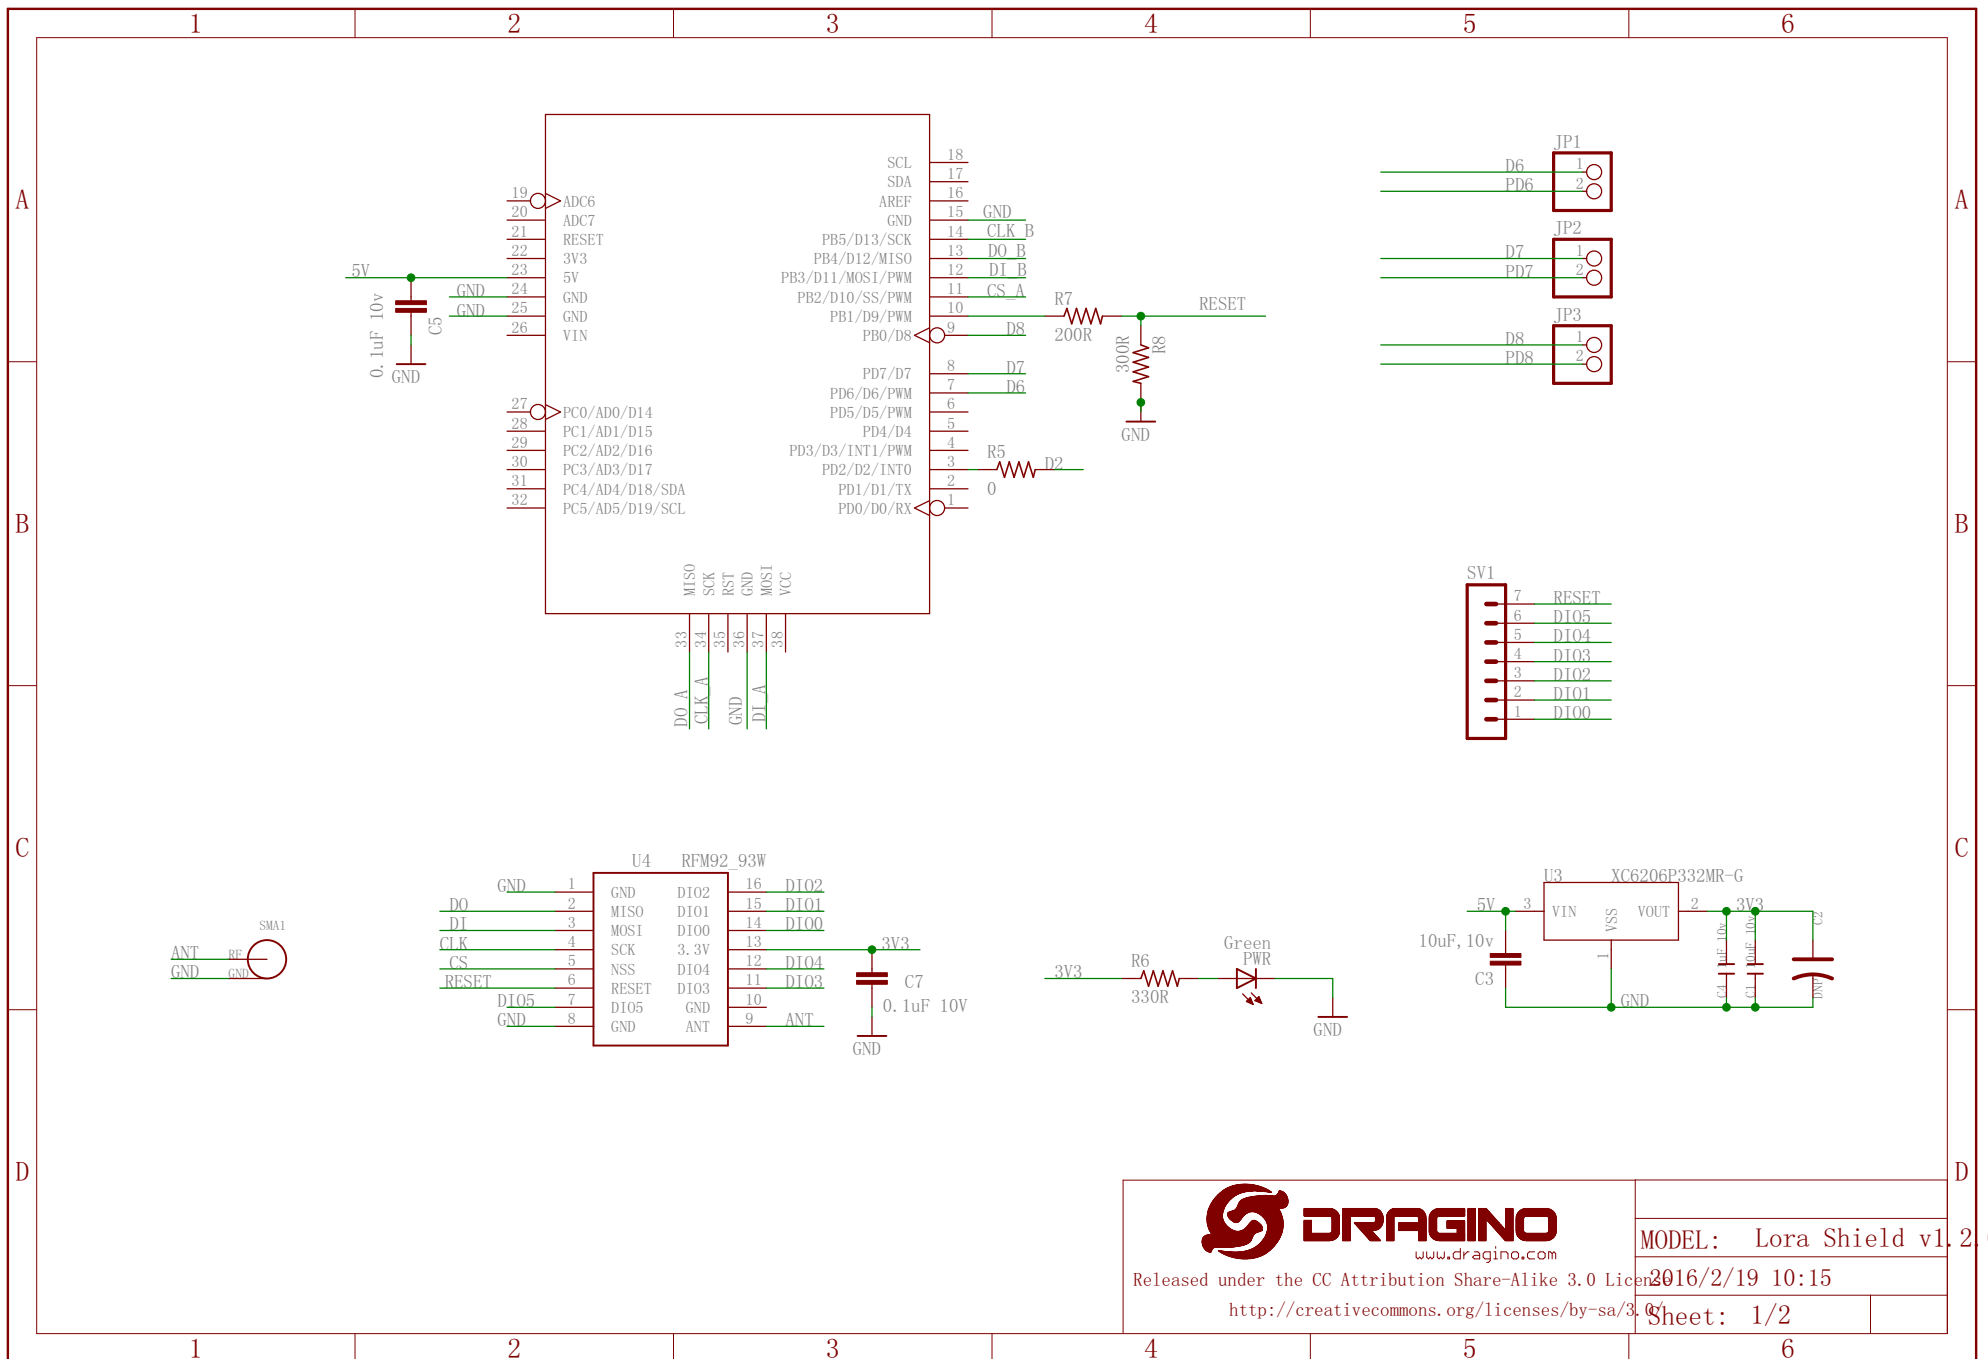 1 2 3 4 5 6
A A
B B
C C
D D
1 2 3 4 5 6
SCL 18
SDA 17
AREF 16
GND 15 GND
PB5/D13/SCK 14 CLK_B
PB4/D12/MISO 13 DO_B
PB3/D11/MOSI/PWM 12 DI_B
PB2/D10/SS/PWM 11 CS_A
PB1/D9/PWM 10
PB0/D8 9 D8
PD7/D7 8 D7
PD6/D6/PWM 7 D6
PD5/D5/PWM 6
PD4/D4 5
PD3/D3/INT1/PWM 4
PD2/D2/INT0 3
PD1/D1/TX 2
PD0/D0/RX 1
19 ADC6
20 ADC7
21 RESET
22 3V3
5V 23 5V
GND 24 GND
GND 25 GND
26 VIN
27 PC0/AD0/D14
28 PC1/AD1/D15
29 PC2/AD2/D16
30 PC3/AD3/D17
31 PC4/AD4/D18/SDA
32 PC5/AD5/D19/SCL
0.1uF 10v
C5
GND
MISO 33 DO_A
SCK 34 CLK_A
RST 35
GND 36 GND
MOSI 37 DI_A
VCC 38
R7
200R
RESET
300R
R8
GND
R5
0
D2
JP1
D6 1
PD6 2
JP2
D7 1
PD7 2
JP3
D8 1
PD8 2
SV1
7 RESET
6 DIO5
5 DIO4
4 DIO3
3 DIO2
2 DIO1
1 DIO0
SMA1
ANT RF
GND GND
U4 RFM92_93W
GND 1 GND
DO 2 MISO
DI 3 MOSI
CLK 4 SCK
CS 5 NSS
RESET 6 RESET
DIO5 7 DIO5
GND 8 GND
DIO2 16 DIO2
DIO1 15 DIO1
DIO0 14 DIO0
3.3V 13 3V3
DIO4 12 DIO4
DIO3 11 DIO3
GND 10
ANT 9 ANT
C7
0.1uF 10V
GND
3V3
R6
330R
Green
PWR
GND
U3 XC6206P332MR-G
5V 3 VIN
VSS
1
VOUT 2 3V3
10uF,10v
C3
GND
C4
C1
C2
DNP
DRAGINO
www.dragino.com
Released under the CC Attribution Share-Alike 3.0 License
http://creativecommons.org/licenses/by-sa/3.0/
MODEL: Lora Shield v1.2
2016/2/19 10:15
Sheet: 1/2